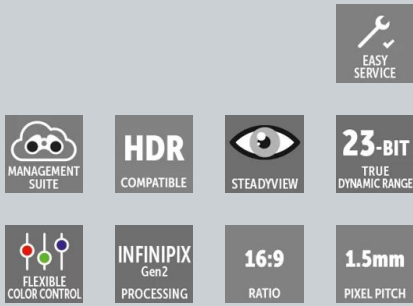 EASY
SERVICE
MANAGEMENT
SUITE
HDR
COMPATIBLE
STEADYVIEW
23-BIT
TRUE
DYNAMIC RANGE
FLEXIBLE
COLOR CONTROL
INFINIPIX
Gen2
PROCESSING
16:9
RATIO
1.5mm
PIXEL PITCH